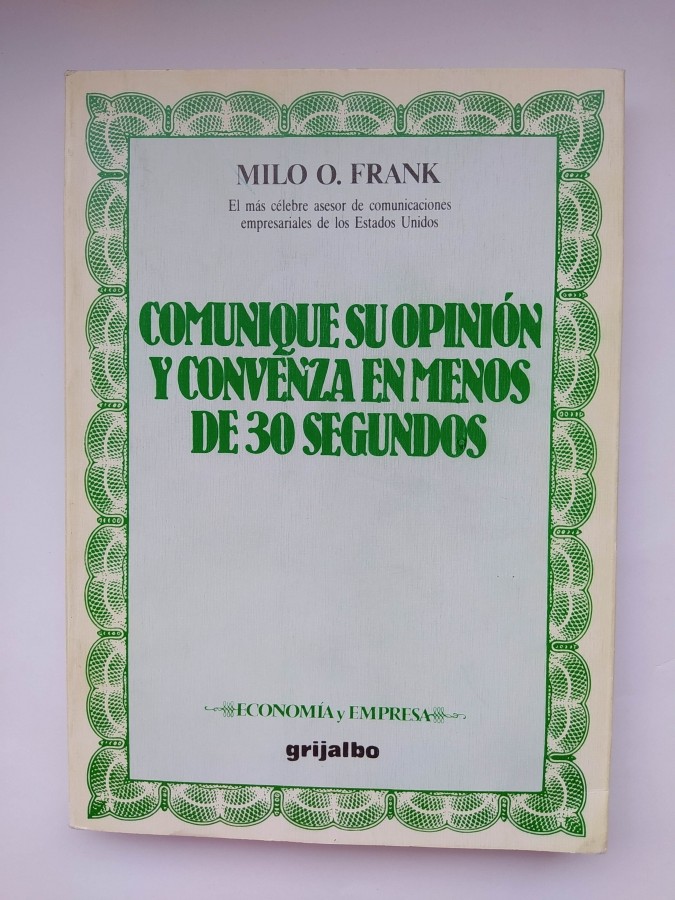 MILO O. FRANK
El más célebre asesor de comunicaciones
empresariales de los Estados Unidos
COMUNIQUE SU OPINIÓN
Y CONVENZA EN MENOS
DE 30 SEGUNDOS
ECONOMÍA y EMPRESA
grijalbo